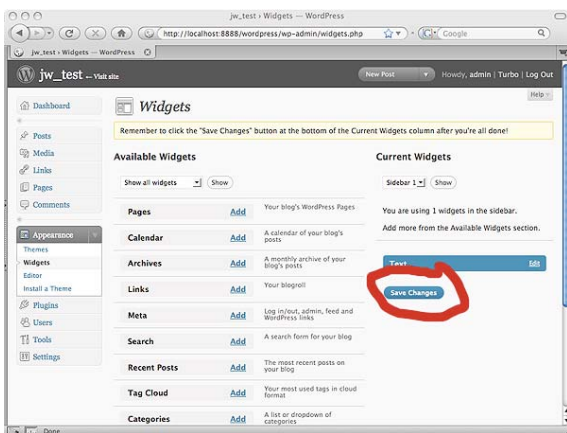 jw_test › Widgets — WordPress
http://localhost:8888/wordpress/wp-admin/widgets.php
Google
jw_test › Widgets — WordPress
jw_test ← Visit site
New Post
Howdy, admin | Turbo | Log Out
Help
Dashboard
Posts
Media
Links
Pages
Comments
Appearance
Themes
Widgets
Editor
Install a Theme
Plugins
Users
Tools
Settings
Widgets
Remember to click the "Save Changes" button at the bottom of the Current Widgets column after you're all done!
Available Widgets
Show all widgets
Show
Pages Add Your blog's WordPress Pages
Calendar Add A calendar of your blog's
posts
Archives Add A monthly archive of your
blog's posts
Links Add Your blogroll
Meta Add Log in/out, admin, feed and
WordPress links
Search Add A search form for your blog
Recent Posts Add The most recent posts on
your blog
Tag Cloud Add Your most used tags in cloud
format
Categories Add A list or dropdown of
categories
Current Widgets
Sidebar 1
Show
You are using 1 widgets in the sidebar.
Add more from the Available Widgets section.
Text Edit
Save Changes
Done